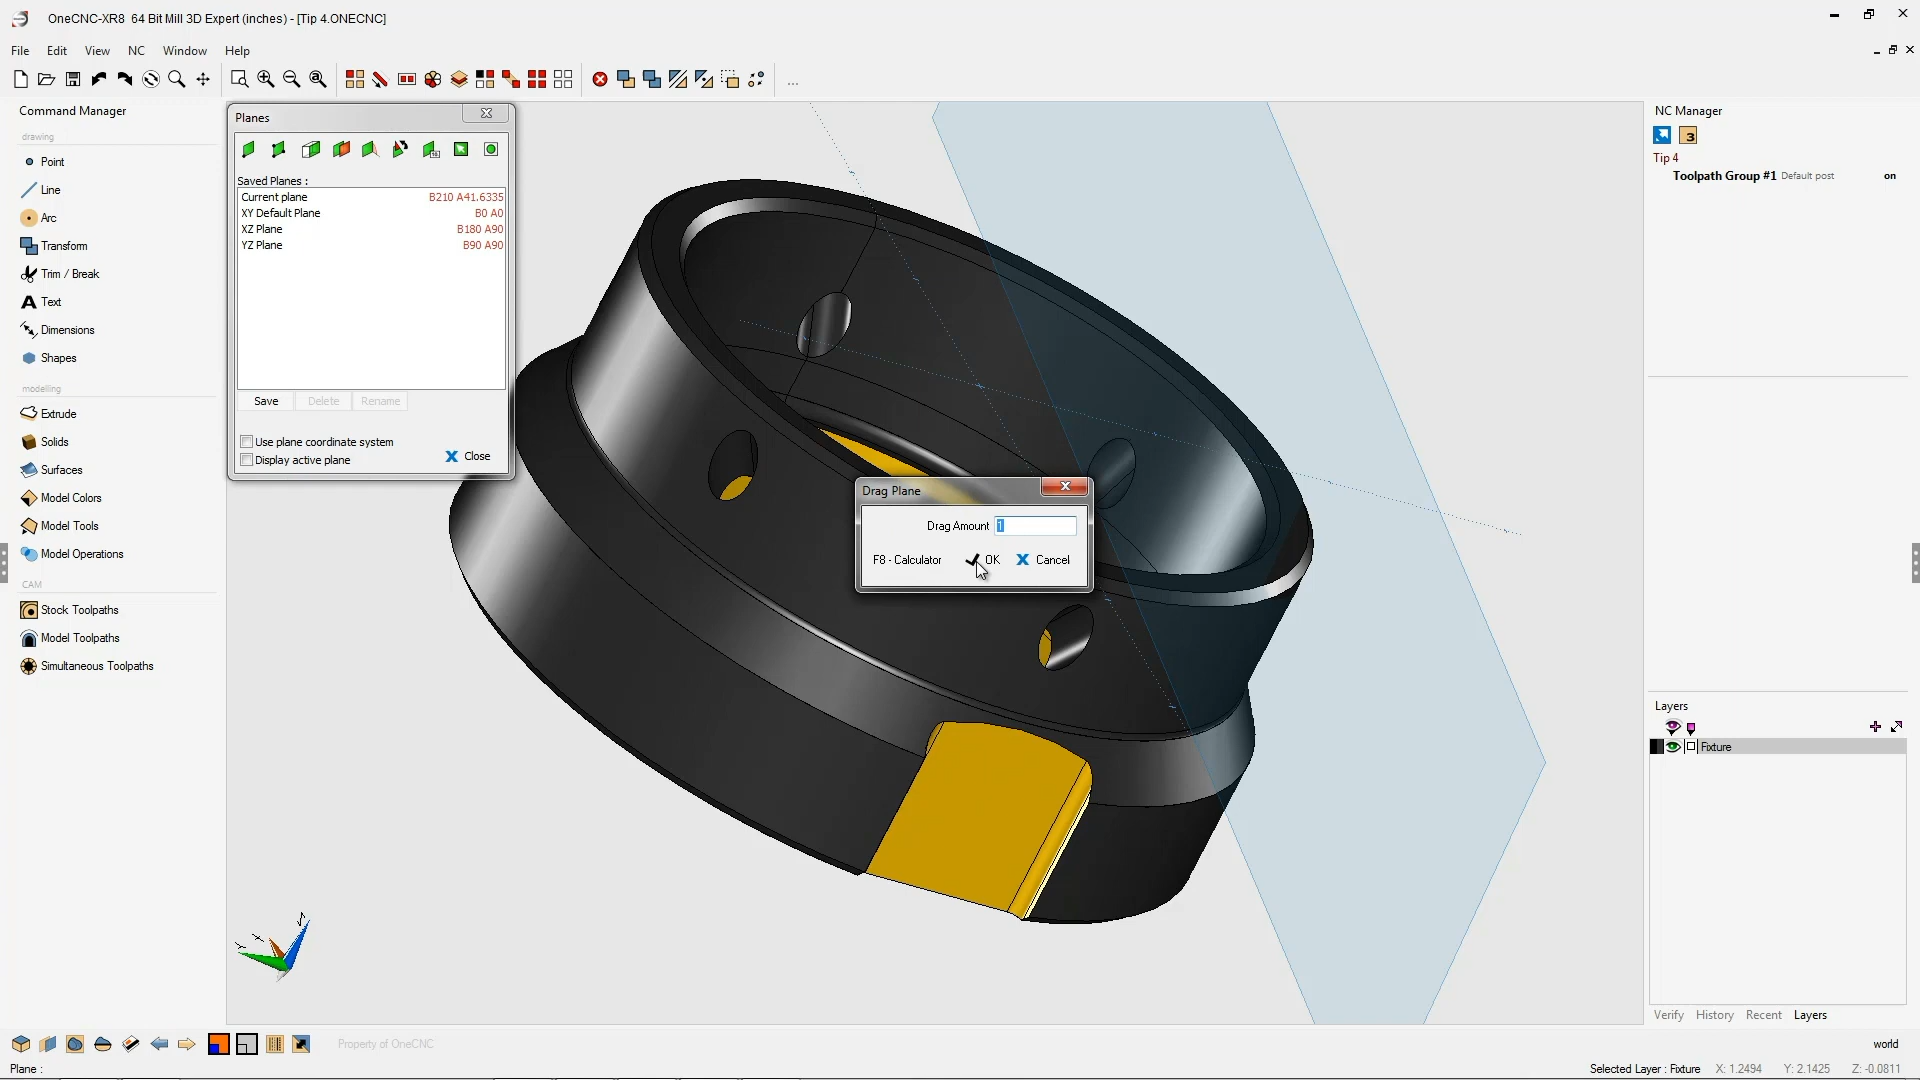 OneCNC-XR8 64 Bit Mill 3D Expert (inches) - [Tip 4.ONECNC]
File Edit View NC Window Help
...
Command Manager
drawing
Point
Line
Arc
Transform
Trim / Break
Text
Dimensions
Shapes
modelling
Extrude
Solids
Surfaces
Model Colors
Model Tools
Model Operations
CAM
Stock Toolpaths
Model Toolpaths
Simultaneous Toolpaths
Planes
Saved Planes :
Current plane B210 A41.6335
XY Default Plane B0 A0
XZ Plane B180 A90
YZ Plane B90 A90
Save Delete Rename
Use plane coordinate system
Display active plane
Close
Drag Plane
Drag Amount 1
F8 - Calculator OK Cancel
NC Manager
3
Tip 4
Toolpath Group #1 Default post on
Layers
Fixture
Verify History Recent Layers
Property of OneCNC
world
Plane :
Selected Layer : Fixture X: 1.2494 Y: 2.1425 Z: -0.0811